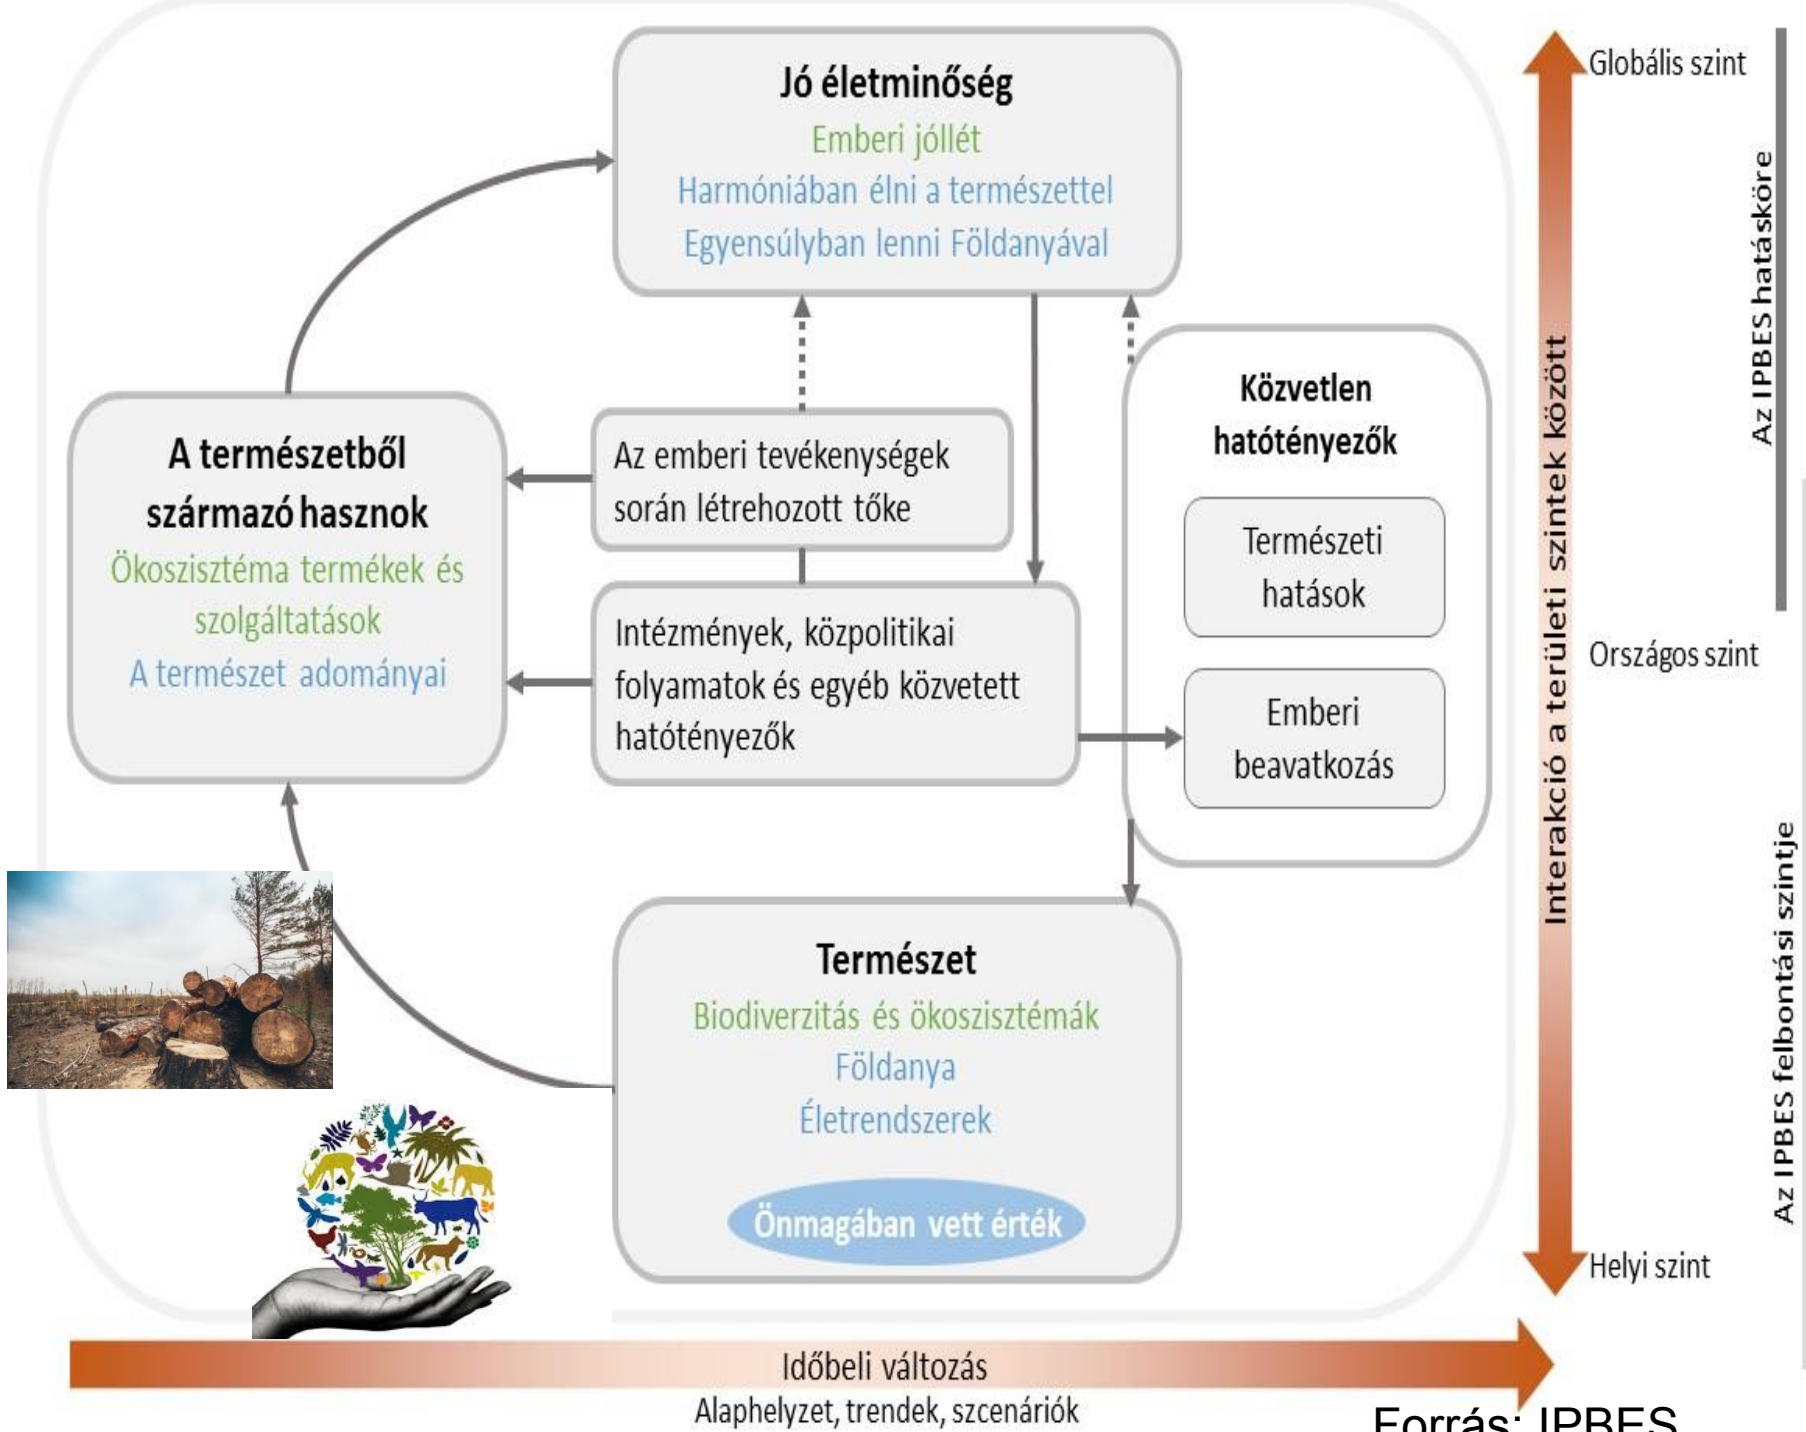 Jó életminőség
Emberi jóllét
Harmóniában élni a természettel
Egyensúlyban lenni Földanyával
A természetből
származó hasznok
Ökoszisztéma termékek és
szolgáltatások
A természet adományai
Az emberi tevékenységek
során létrehozott tőke
Intézmények, közpolitikai
folyamatok és egyéb közvetett
hatótényezők
Közvetlen
hatótényezők
Természeti
hatások
Emberi
beavatkozás
Természet
Biodiverzitás és ökoszisztémák
Földanya
Életrendszerek
Önmagában vett érték
Globális szint
Országos szint
Helyi szint
Interakció a területi szintek között
Az IPBES hatásköre
Az IPBES felbontási szintje
Időbeli változás
Alaphelyzet, trendek, szcenáriók
Forrás: IPBES